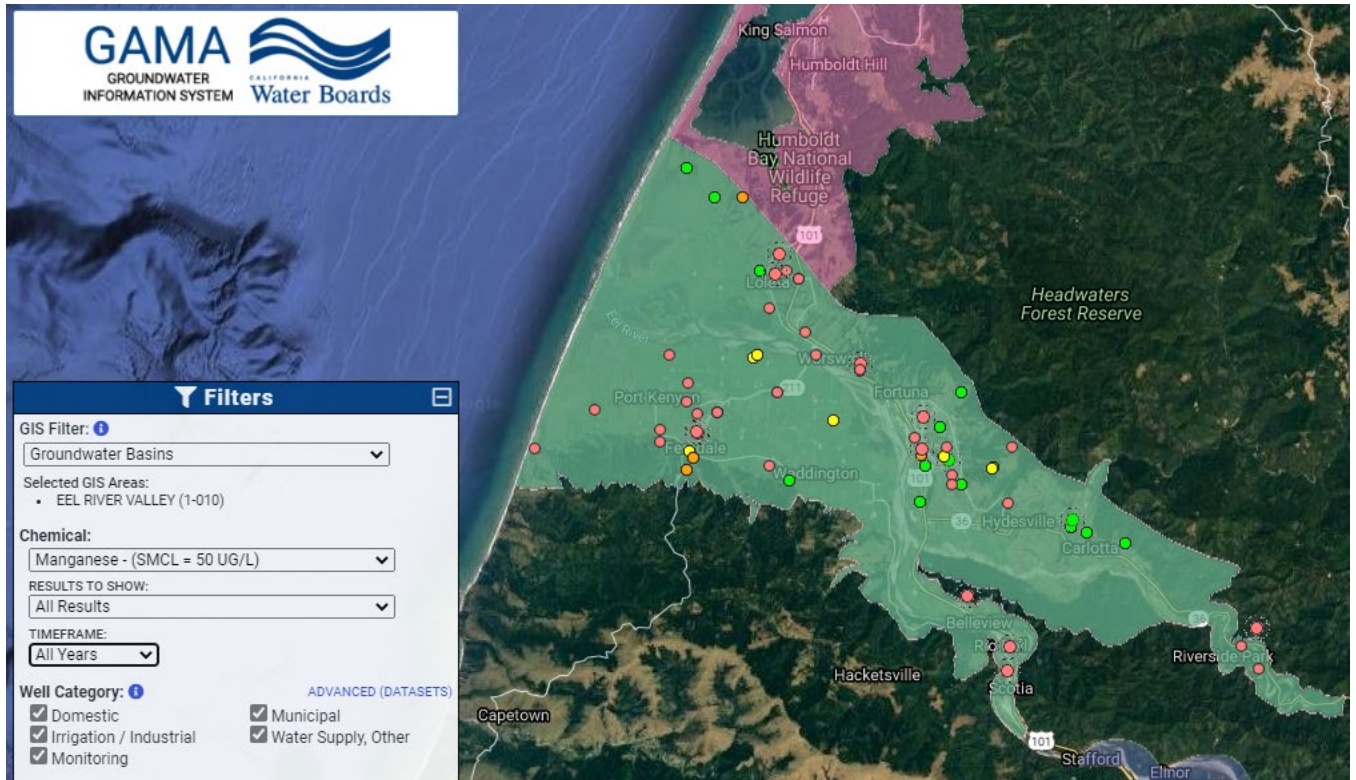 GAMA
GROUNDWATER
INFORMATION SYSTEM
CALIFORNIA
Water Boards
King Salmon
Humboldt Hill
Humboldt
Bay National
Wildlife
Refuge
101
Headwaters
Forest Reserve
Loleta
Eel River
211
Fortuna
Port Kenyon
Ferndale
Waddington
101
36
Hydesville
Carlotta
Belleview
36
Riverside Park
Hacketsville
Scotia
Capetown
101
Stafford
Elinor
Filters
GIS Filter:
Groundwater Basins
Selected GIS Areas:
• EEL RIVER VALLEY (1-010)
Chemical:
Manganese - (SMCL = 50 UG/L)
RESULTS TO SHOW:
All Results
TIMEFRAME:
All Years
Well Category:
ADVANCED (DATASETS)
Domestic
Municipal
Irrigation / Industrial
Water Supply, Other
Monitoring